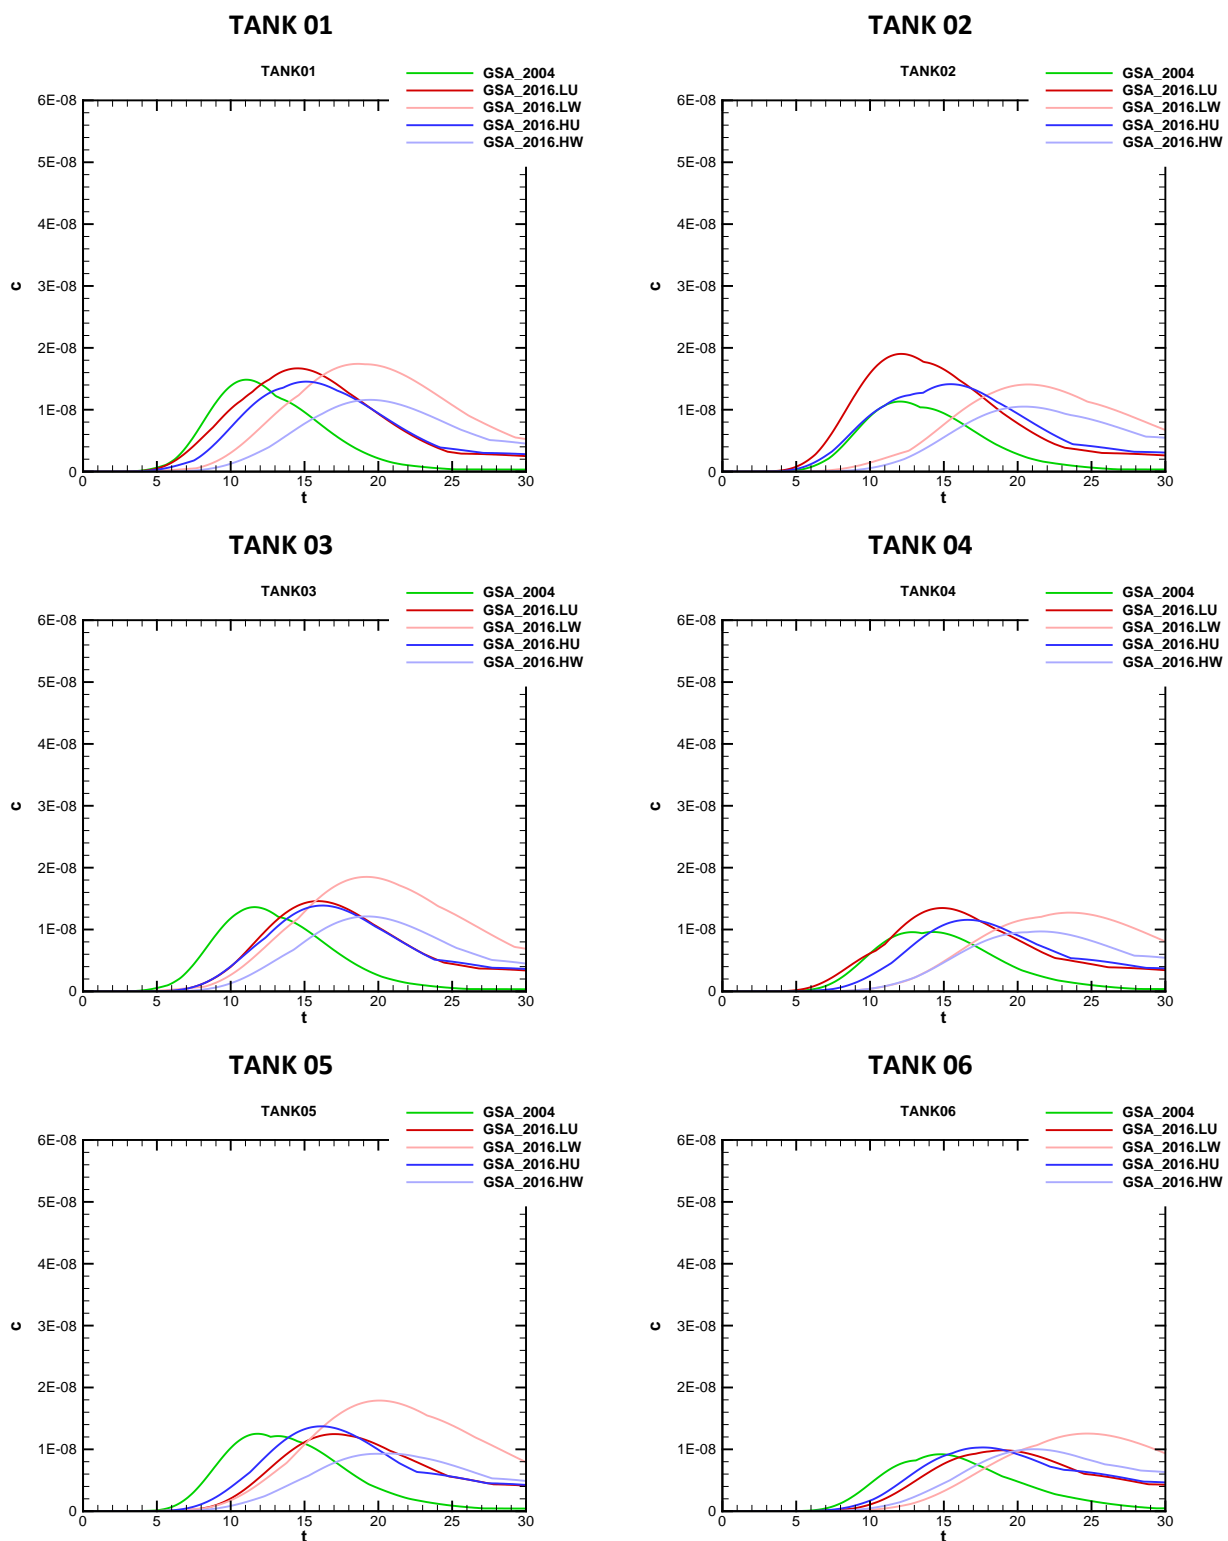 TANK 01
TANK01
GSA_2004
GSA_2016.LU
GSA_2016.LW
GSA_2016.HU
GSA_2016.HW
6E-08
5E-08
4E-08
3E-08
2E-08
1E-08
0
c
0 5 10 15 20 25 30
t
TANK 02
TANK02
GSA_2004
GSA_2016.LU
GSA_2016.LW
GSA_2016.HU
GSA_2016.HW
6E-08
5E-08
4E-08
3E-08
2E-08
1E-08
0
c
0 5 10 15 20 25 30
t
TANK 03
TANK03
GSA_2004
GSA_2016.LU
GSA_2016.LW
GSA_2016.HU
GSA_2016.HW
6E-08
5E-08
4E-08
3E-08
2E-08
1E-08
0
c
0 5 10 15 20 25 30
t
TANK 04
TANK04
GSA_2004
GSA_2016.LU
GSA_2016.LW
GSA_2016.HU
GSA_2016.HW
6E-08
5E-08
4E-08
3E-08
2E-08
1E-08
0
c
0 5 10 15 20 25 30
t
TANK 05
TANK05
GSA_2004
GSA_2016.LU
GSA_2016.LW
GSA_2016.HU
GSA_2016.HW
6E-08
5E-08
4E-08
3E-08
2E-08
1E-08
0
c
0 5 10 15 20 25 30
t
TANK 06
TANK06
GSA_2004
GSA_2016.LU
GSA_2016.LW
GSA_2016.HU
GSA_2016.HW
6E-08
5E-08
4E-08
3E-08
2E-08
1E-08
0
c
0 5 10 15 20 25 30
t